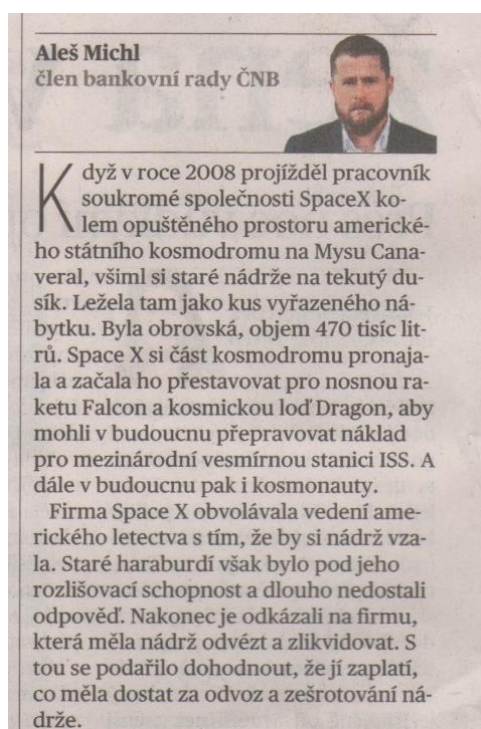 Aleš Michl
člen bankovní rady ČNB
Když v roce 2008 projížděl pracovník
soukromé společnosti SpaceX ko-
lem opuštěného prostoru americké-
ho státního kosmodromu na Mysu Cana-
veral, všiml si staré nádrže na tekutý du-
sík. Ležela tam jako kus vyřazeného ná-
bytku. Byla obrovská, objem 470 tisíc lit-
rů. Space X si část kosmodromu pronaja-
la a začala ho přestavovat pro nosnou ra-
ketu Falcon a kosmickou loď Dragon, aby
mohli v budoucnu přepravovat náklad
pro mezinárodní vesmírnou stanici ISS. A
dále v budoucnu pak i kosmonauty.
Firma Space X obvolávala vedení ame-
rického letectva s tím, že by si nádrž vza-
la. Staré haraburdí však bylo pod jeho
rozlišovací schopnost a dlouho nedostali
odpověď. Nakonec je odkázali na firmu,
která měla nádrž odvézt a zlikvidovat. S
tou se podařilo dohodnout, že jí zaplatí,
co měla dostat za odvoz a zešrotování ná-
drže.